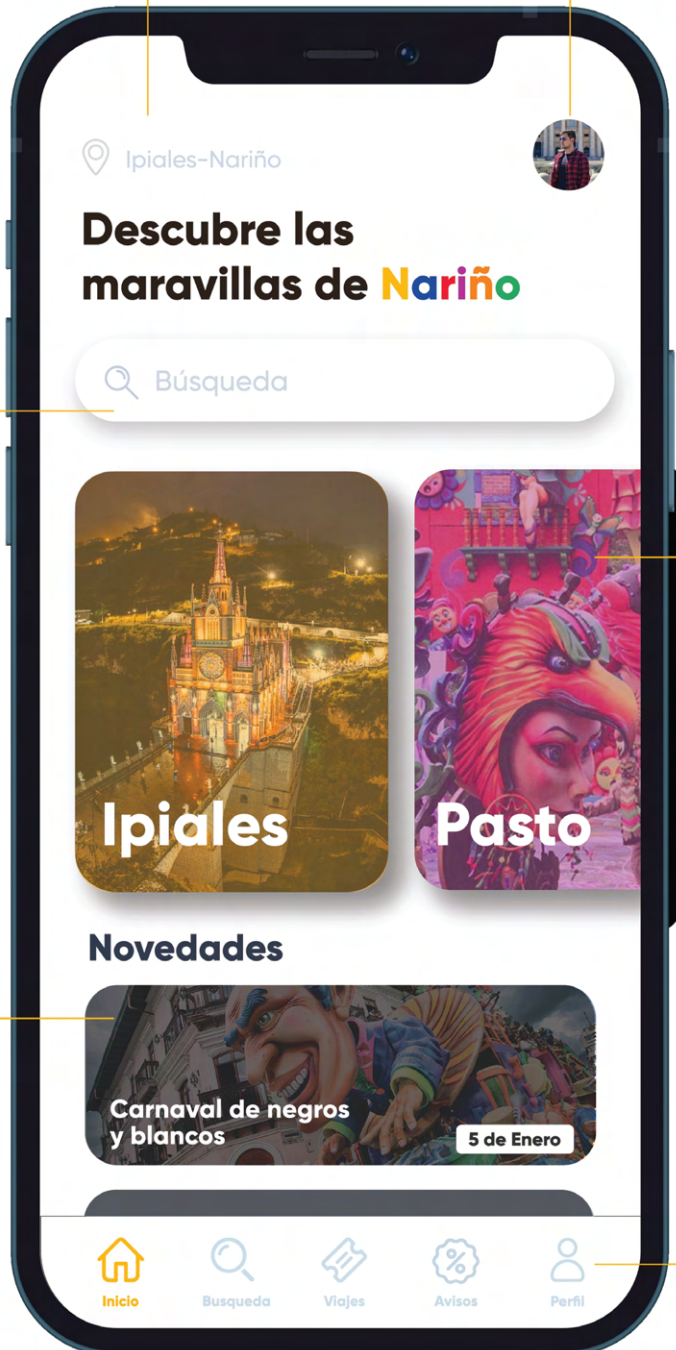 Ipiales-Nariño
Descubre las
maravillas de Nariño
Búsqueda
Ipiales
Pasto
Novedades
Carnaval de negros
y blancos
5 de Enero
Inicio
Busqueda
Viajes
Avisos
Perfil